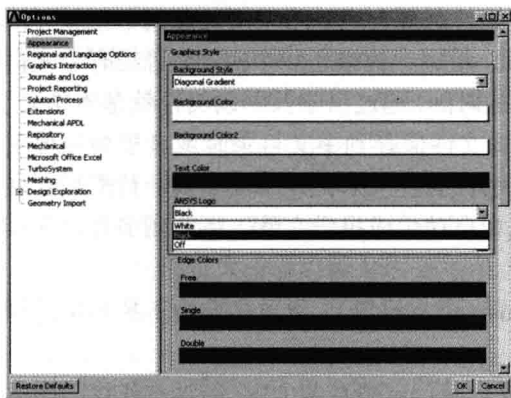 Options
Project Management
Appearance
Regional and Language Options
Graphics Interaction
Journals and Logs
Project Reporting
Solution Process
Extensions
Mechanical APDL
Repository
Mechanical
Microsoft Office Excel
TurboSystem
Meshing
Design Exploration
Geometry Import
Appearance
Graphics Style
Background Style
Diagonal Gradient
Background Color
Background Color2
Text Color
ANSYS Logo
Black
White
Black
Off
Edge Colors
Free
Single
Double
Restore Defaults
OK
Cancel